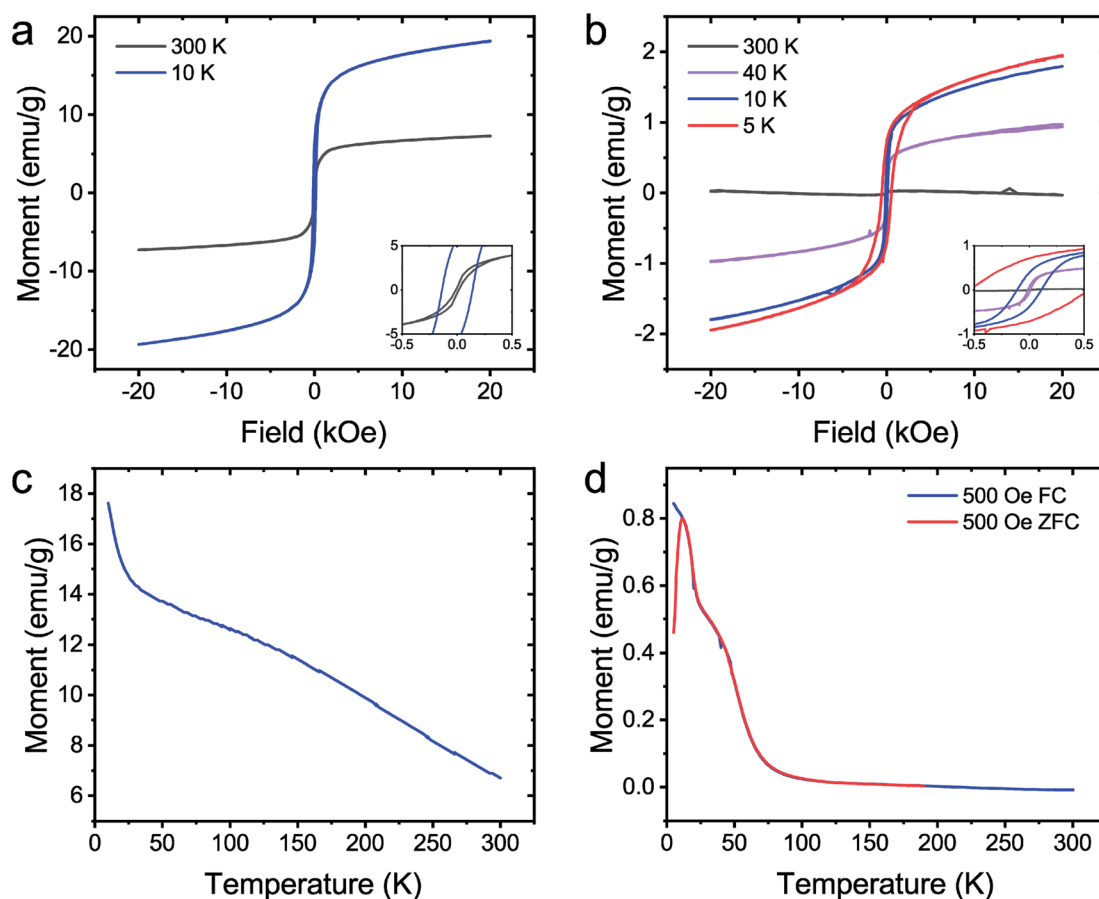 a
300 K
10 K
20
10
0
-10
-20
Moment (emu/g)
5
0
-5
-0.5
0.0
0.5
-20
-10
0
10
20
Field (kOe)
b
300 K
40 K
10 K
5 K
2
1
0
-1
-2
Moment (emu/g)
1
0
-1
-0.5
0.0
0.5
-20
-10
0
10
20
Field (kOe)
c
18
16
14
12
10
8
6
Moment (emu/g)
0
50
100
150
200
250
300
Temperature (K)
d
500 Oe FC
500 Oe ZFC
0.8
0.6
0.4
0.2
0.0
Moment (emu/g)
0
50
100
150
200
250
300
Temperature (K)